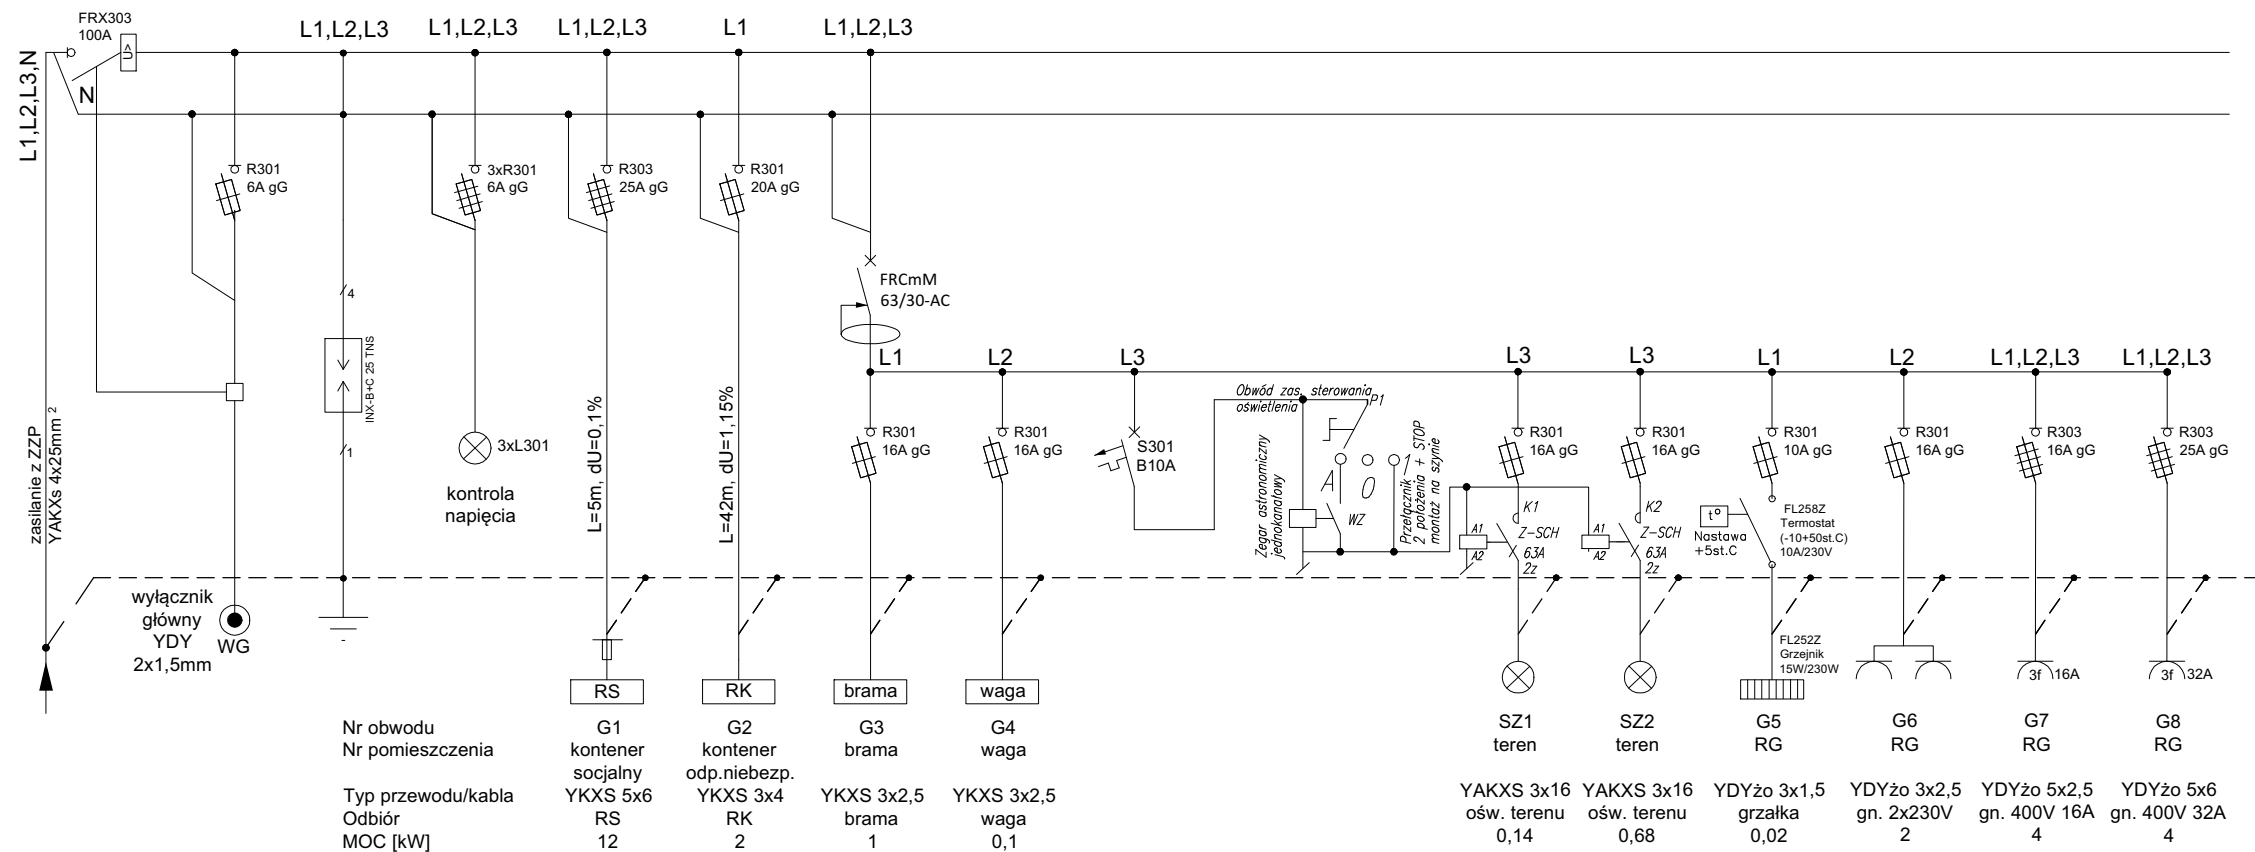 FRX303
100A
U>
L1,L2,L3,N
N
L1,L2,L3
L1,L2,L3
L1,L2,L3
L1
L1,L2,L3
R301
6A gG
3xR301
6A gG
R303
25A gG
R301
20A gG
FRCmM
63/30-AC
4
INX-B+C 25 TNS
1
3xL301
kontrola
napięcia
L=5m, dU=0,1%
L=42m, dU=1,15%
zasilanie z ZZP
YAKXs 4x25mm²
wyłącznik
główny
YDY
2x1,5mm
WG
L1
L2
L3
L3
L3
L1
L2
L1,L2,L3
L1,L2,L3
R301
16A gG
R301
16A gG
S301
B10A
Obwód zas. sterowania
oświetlenia
P1
A
0
1
WZ
Zegar astronomiczny
jednokanałowy
Przełącznik
2 położenia + STOP
montaż na szynie
R301
16A gG
R301
16A gG
R301
10A gG
R301
16A gG
R303
16A gG
R303
25A gG
K1
Z-SCH
63A
2z
A1
A2
K2
Z-SCH
63A
2z
A1
A2
t°
Nastawa
+5st.C
FL258Z
Termostat
(-10+50st.C)
10A/230V
FL252Z
Grzejnik
15W/230W
3f 16A
3f 32A
RS
RK
brama
waga
Nr obwodu G1 G2 G3 G4 SZ1 SZ2 G5 G6 G7 G8
Nr pomieszczenia kontener kontener brama waga teren teren RG RG RG RG
socjalny odp.niebezp.
Typ przewodu/kabla YKXS 5x6 YKXS 3x4 YKXS 3x2,5 YKXS 3x2,5 YAKXS 3x16 YAKXS 3x16 YDYżo 3x1,5 YDYżo 3x2,5 YDYżo 5x2,5 YDYżo 5x6
Odbiór RS RK brama waga ośw. terenu ośw. terenu grzałka gn. 2x230V gn. 400V 16A gn. 400V 32A
MOC [kW] 12 2 1 0,1 0,14 0,68 0,02 2 4 4